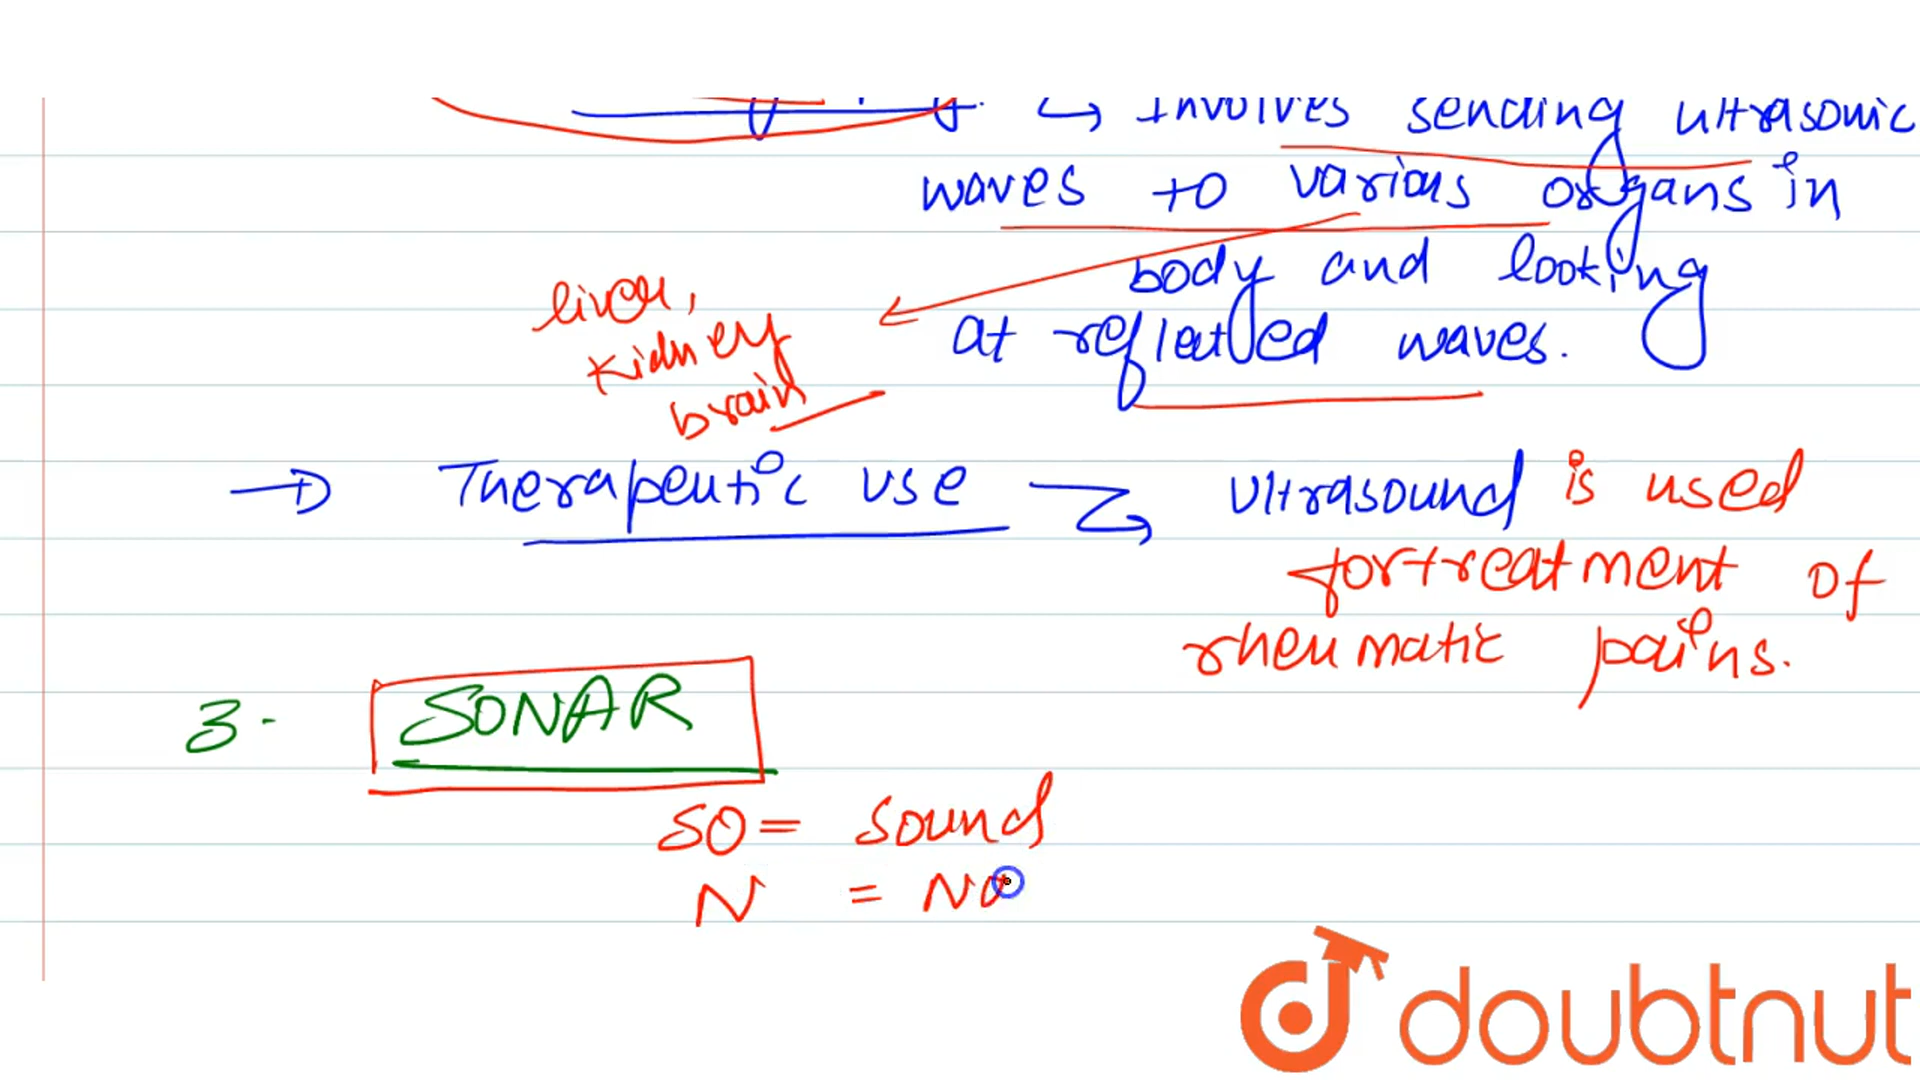 ↳ Involves sending ultrasonic
waves to various organs in
body and looking
at reflected waves.
liver,
kidney
brain
→ Therapeutic use → Ultrasound is used
for treatment of
rheumatic pains.
3. SONAR
SO = Sound
N = Na
doubtnut